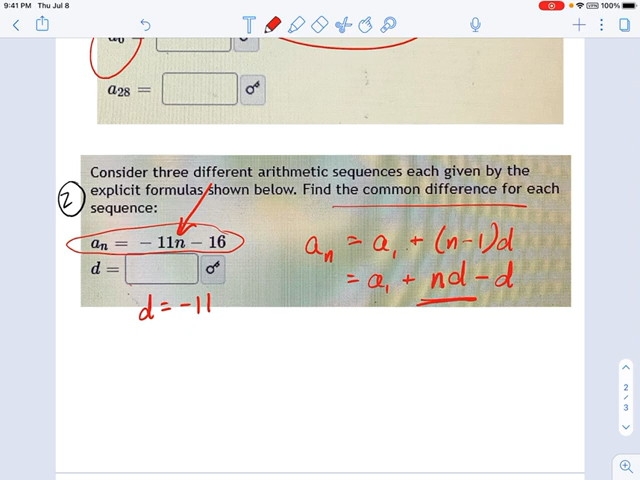 9:41 PM Thu Jul 8
100%
T
a₂₈ =
2
Consider three different arithmetic sequences each given by the
explicit formulas shown below. Find the common difference for each
sequence:
aₙ = − 11n − 16
d =
d = -11
aₙ = a₁ + (n-1)d
= a₁ + nd - d
2
/
3